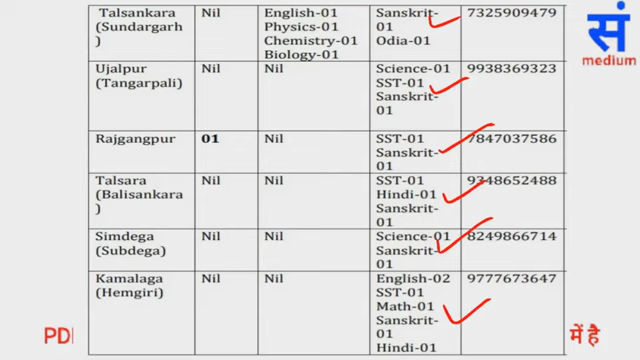 Talsankara
(Sundargarh
)
Nil
English-01
Physics-01
Chemistry-01
Biology-01
Sanskrit-
01
Odia-01
7325909479
Ujalpur
(Tangarpali)
Nil
Nil
Science-01
SST-01
Sanskrit-
01
9938369323
Rajgangpur
01
Nil
SST-01
Sanskrit-
01
7847037586
Talsara
(Balisankara
)
Nil
Nil
SST-01
Hindi-01
Sanskrit-
01
9348652488
Simdega
(Subdega)
Nil
Nil
Science-01
Sanskrit-
01
8249866714
Kamalaga
(Hemgiri)
Nil
Nil
English-02
SST-01
Math-01
Sanskrit-
01
Hindi-01
9777673647
सं
medium
PD
में है